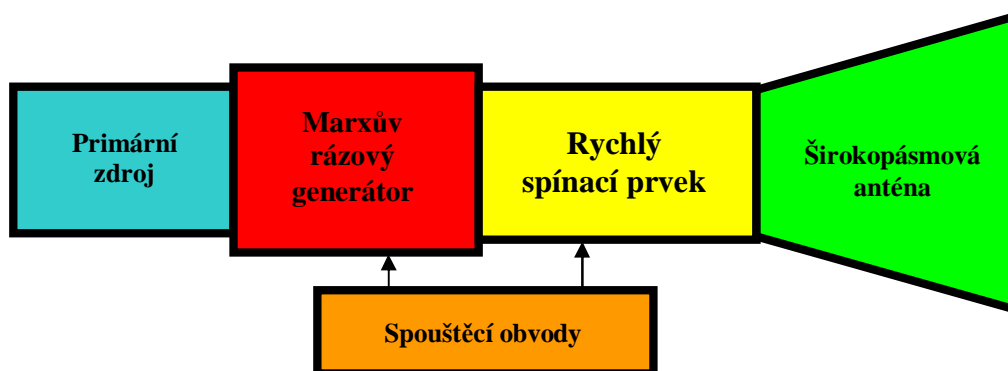 Primární
zdroj
Marxův
rázový
generátor
Rychlý
spínací prvek
Širokopásmová
anténa
Spouštěcí obvody